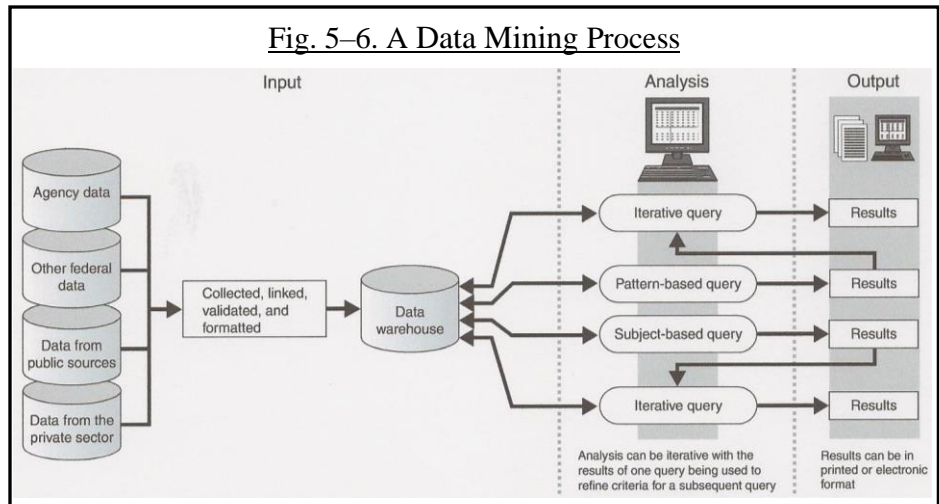 Fig. 5–6. A Data Mining Process
Input
Analysis
Output
Agency data
Other federal
data
Data from
public sources
Data from the
private sector
Collected, linked,
validated, and
formatted
Data
warehouse
Iterative query
Results
Pattern-based query
Results
Subject-based query
Results
Iterative query
Results
Analysis can be iterative with the
results of one query being used to
refine criteria for a subsequent query
Results can be in
printed or electronic
format